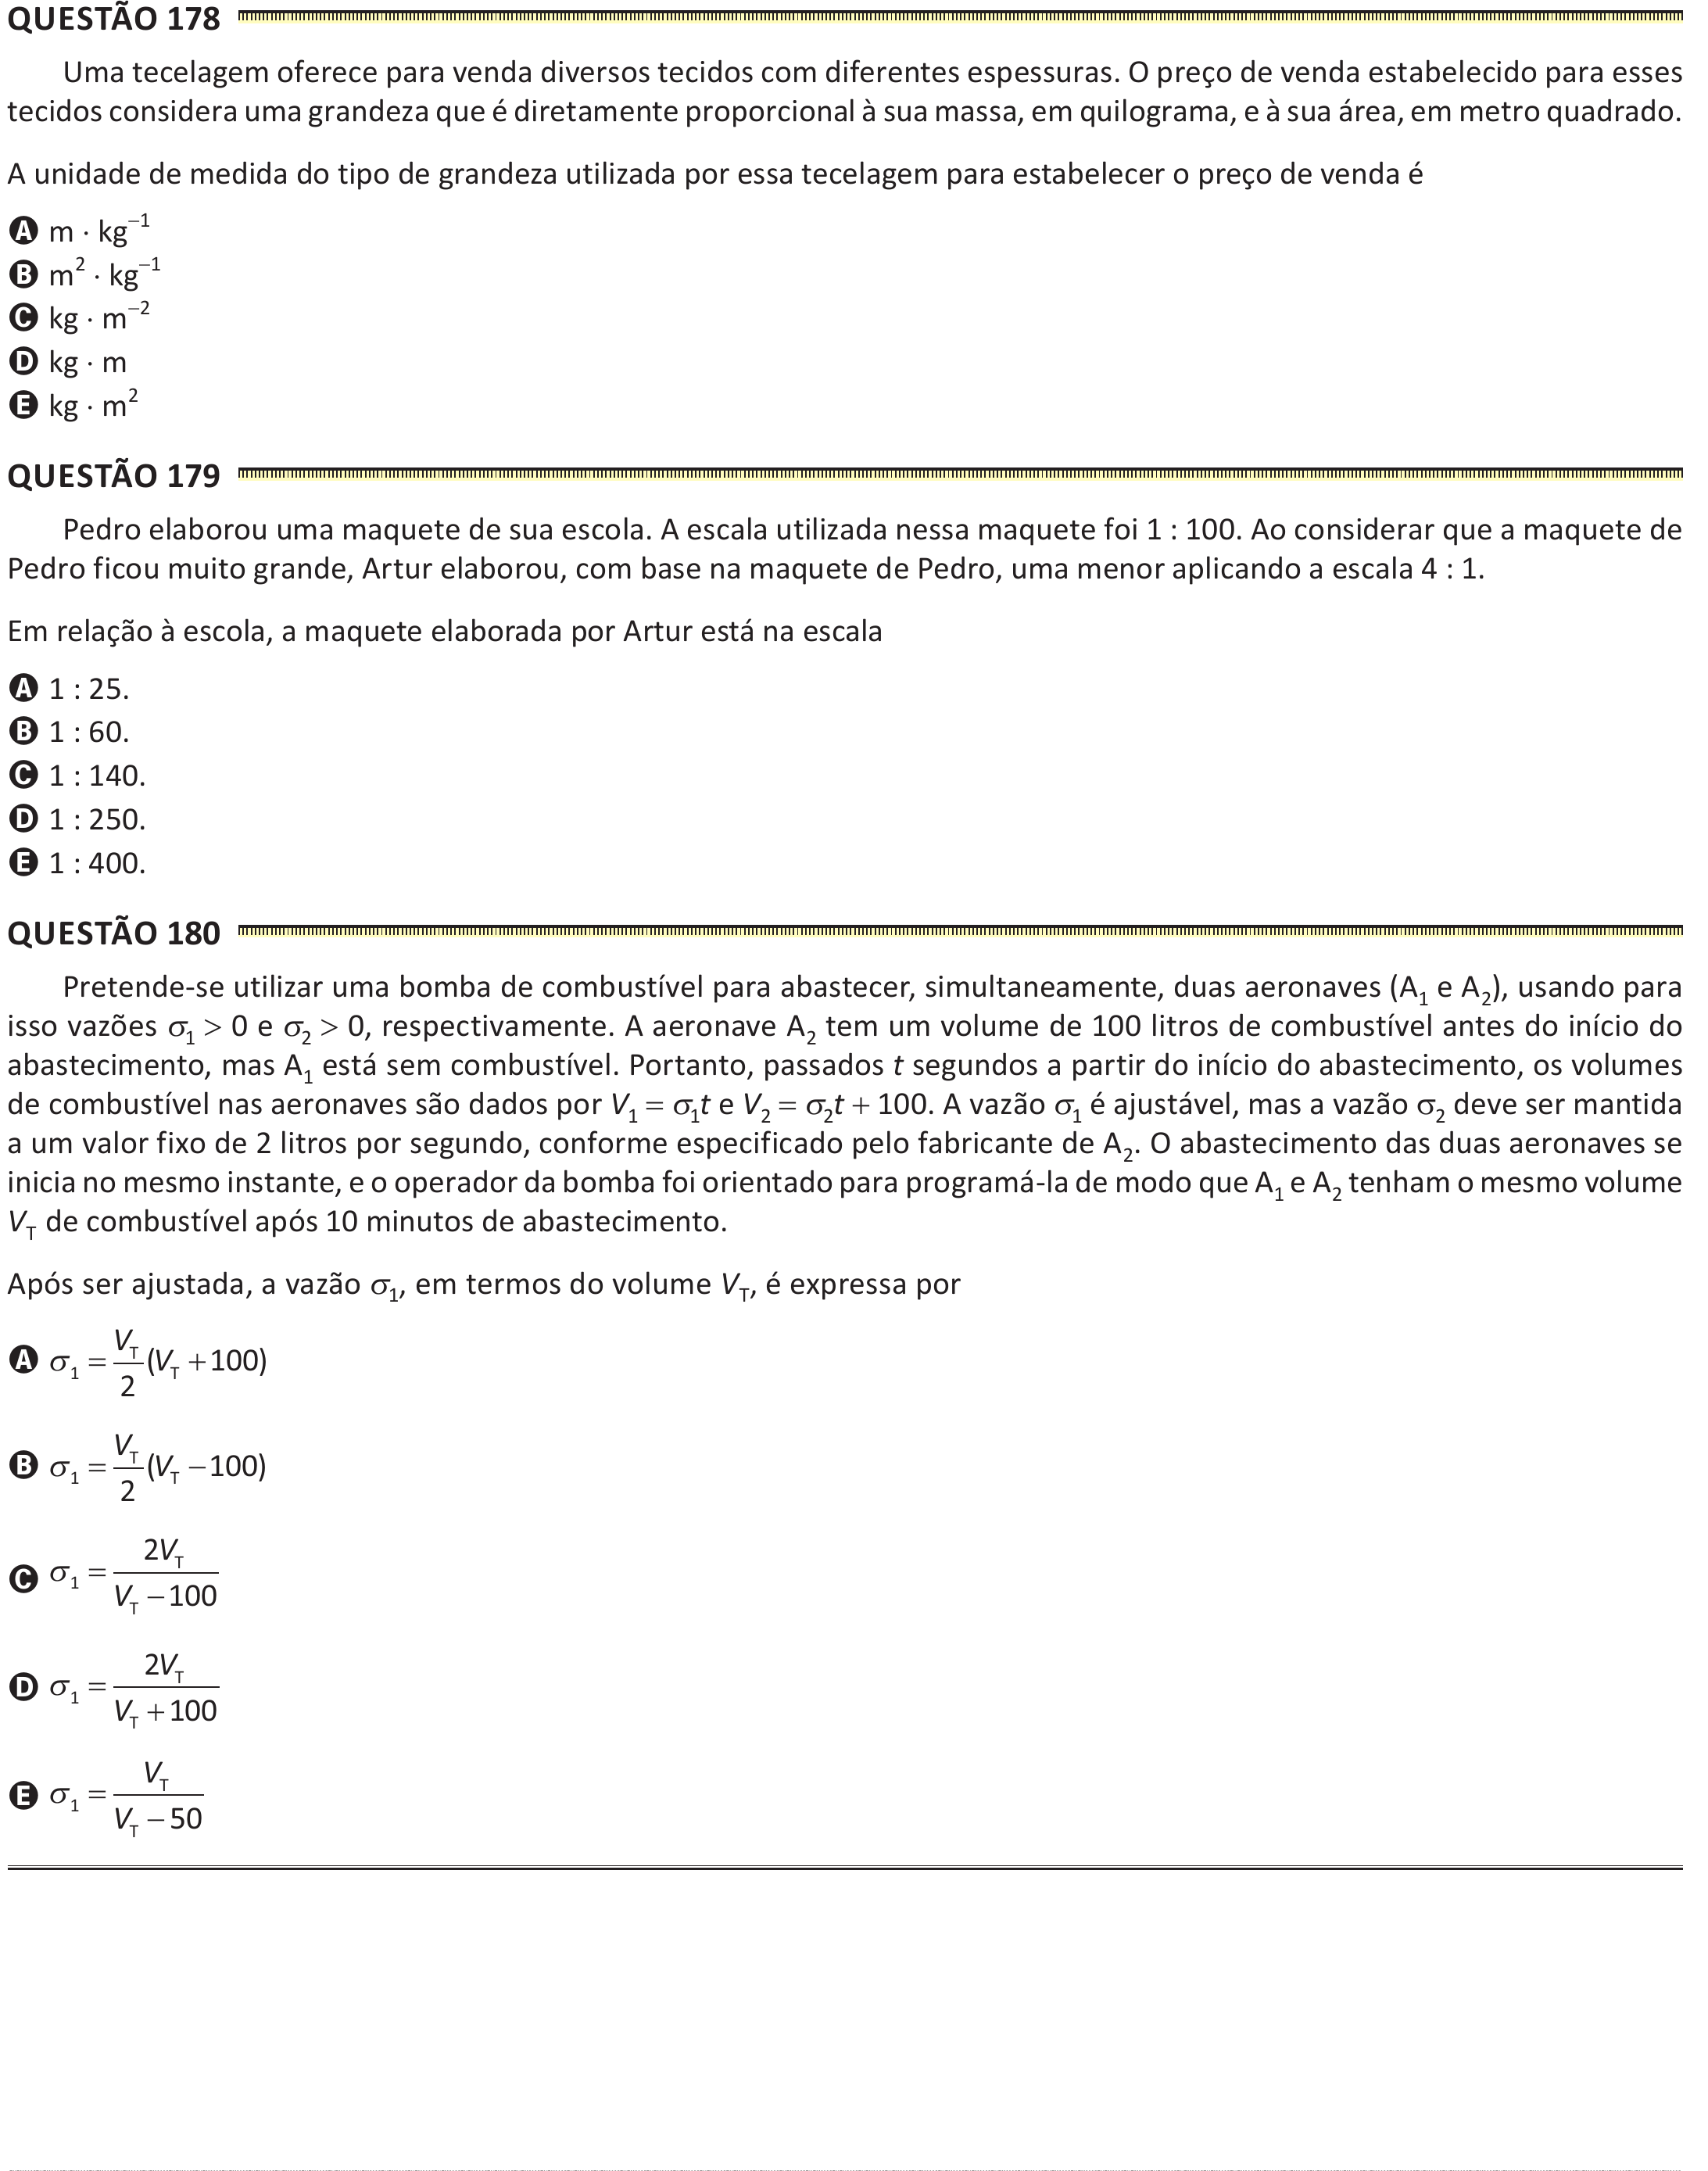 QUESTÃO 178
Uma tecelagem oferece para venda diversos tecidos com diferentes espessuras. O preço de venda estabelecido para esses
tecidos considera uma grandeza que é diretamente proporcional à sua massa, em quilograma, e à sua área, em metro quadrado.
A unidade de medida do tipo de grandeza utilizada por essa tecelagem para estabelecer o preço de venda é
A m · kg⁻¹
B m² · kg⁻¹
C kg · m⁻²
D kg · m
E kg · m²
QUESTÃO 179
Pedro elaborou uma maquete de sua escola. A escala utilizada nessa maquete foi 1 : 100. Ao considerar que a maquete de
Pedro ficou muito grande, Artur elaborou, com base na maquete de Pedro, uma menor aplicando a escala 4 : 1.
Em relação à escola, a maquete elaborada por Artur está na escala
A 1 : 25.
B 1 : 60.
C 1 : 140.
D 1 : 250.
E 1 : 400.
QUESTÃO 180
Pretende-se utilizar uma bomba de combustível para abastecer, simultaneamente, duas aeronaves (A₁ e A₂), usando para
isso vazões σ₁ > 0 e σ₂ > 0, respectivamente. A aeronave A₂ tem um volume de 100 litros de combustível antes do início do
abastecimento, mas A₁ está sem combustível. Portanto, passados t segundos a partir do início do abastecimento, os volumes
de combustível nas aeronaves são dados por V₁ = σ₁t e V₂ = σ₂t + 100. A vazão σ₁ é ajustável, mas a vazão σ₂ deve ser mantida
a um valor fixo de 2 litros por segundo, conforme especificado pelo fabricante de A₂. O abastecimento das duas aeronaves se
inicia no mesmo instante, e o operador da bomba foi orientado para programá-la de modo que A₁ e A₂ tenham o mesmo volume
V_T de combustível após 10 minutos de abastecimento.
Após ser ajustada, a vazão σ₁, em termos do volume V_T, é expressa por
A σ₁ = V_T/2 (V_T + 100)
B σ₁ = V_T/2 (V_T − 100)
C σ₁ = 2V_T/(V_T − 100)
D σ₁ = 2V_T/(V_T + 100)
E σ₁ = V_T/(V_T − 50)